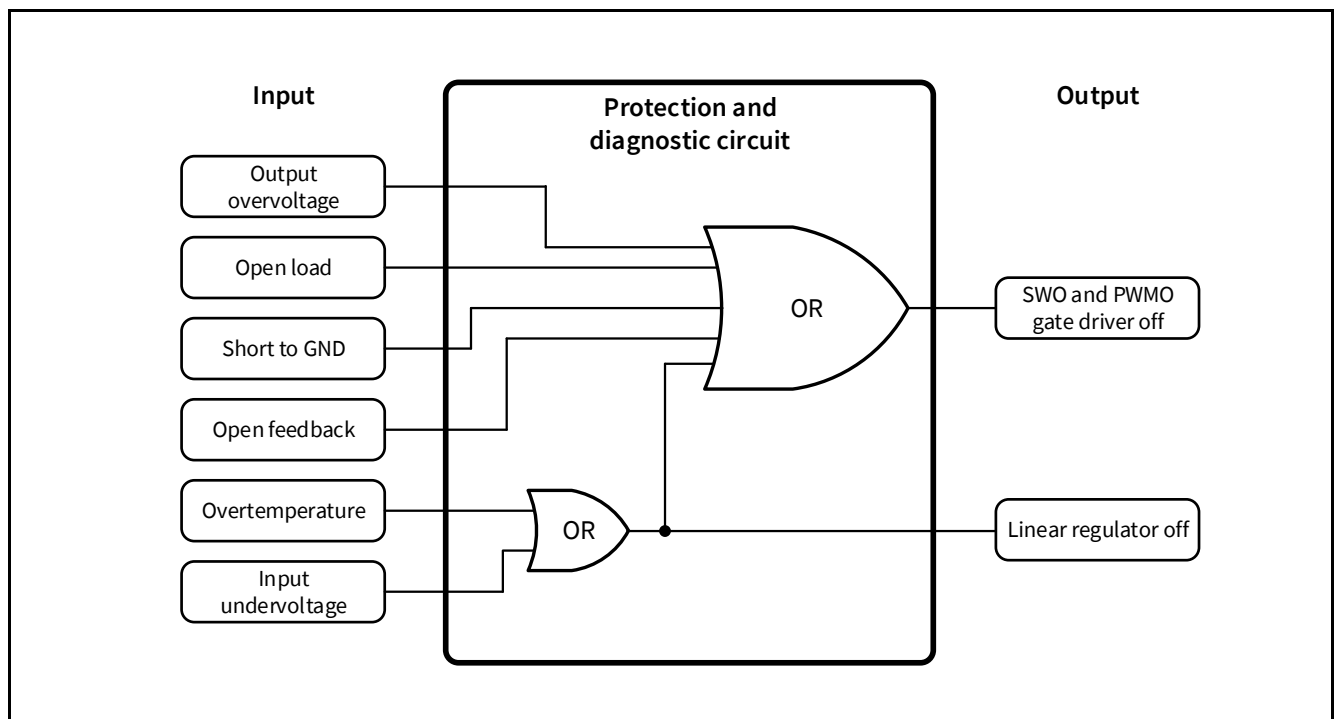 Input
Protection and
diagnostic circuit
Output
Output
overvoltage
Open load
Short to GND
Open feedback
Overtemperature
Input
undervoltage
OR
OR
SWO and PWMO
gate driver off
Linear regulator off